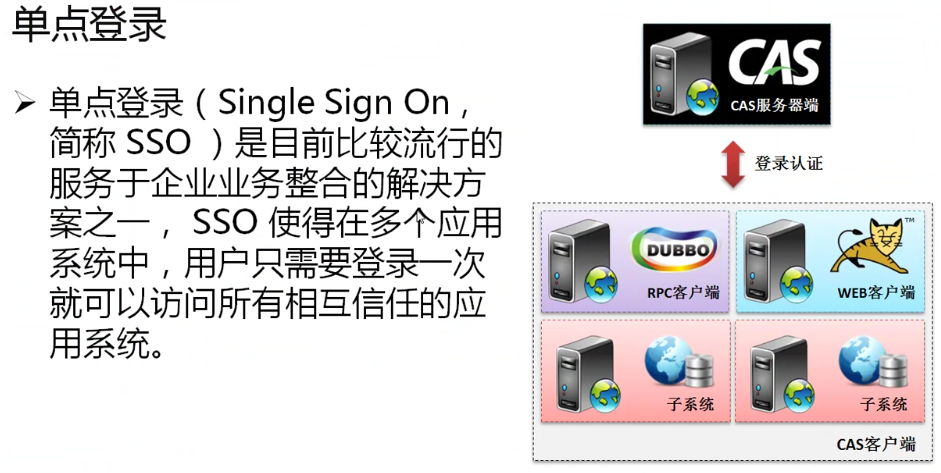 单点登录
➢ 单点登录（Single Sign On，
简称 SSO ）是目前比较流行的
服务于企业业务整合的解决方
案之一， SSO 使得在多个应用
系统中，用户只需要登录一次
就可以访问所有相互信任的应
用系统。
CAS
CAS服务器端
登录认证
DUBBO
RPC客户端
TM
WEB客户端
子系统
子系统
CAS客户端